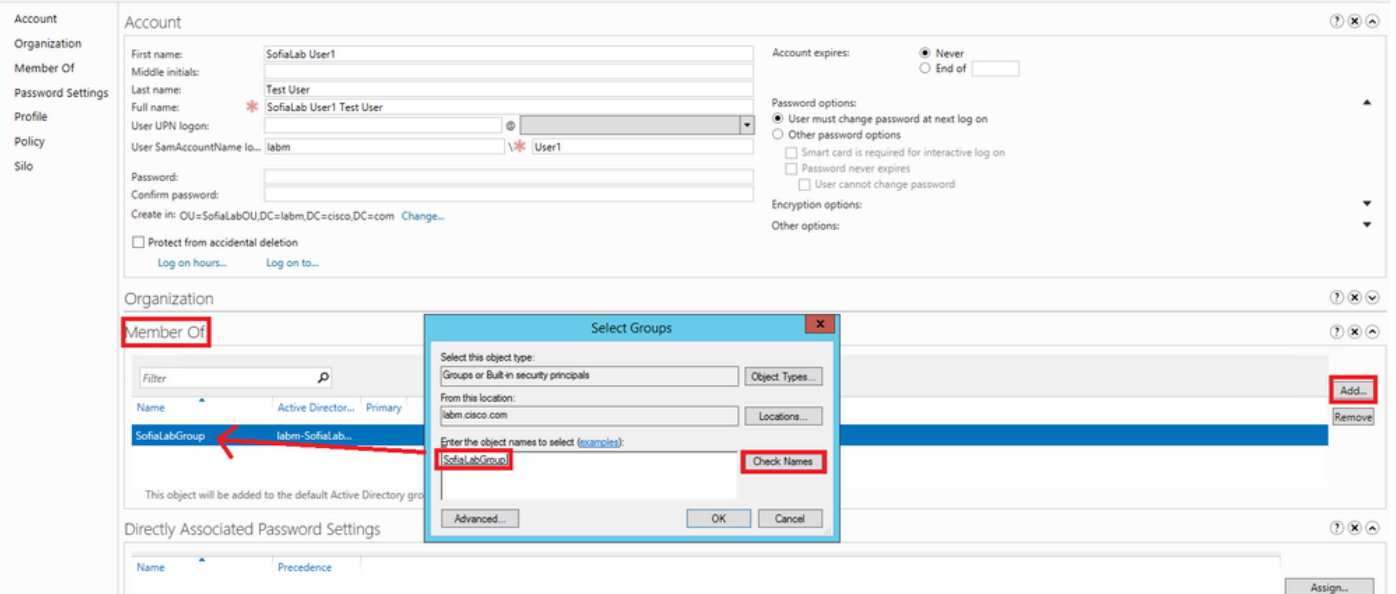 Account
Organization
Member Of
Password Settings
Profile
Policy
Silo
Account
First name: SofiaLab User1
Middle initials:
Last name: Test User
Full name: * SofiaLab User1 Test User
User UPN logon: @
User SamAccountName lo... labm \* User1
Password:
Confirm password:
Create in: OU=SofiaLabOU,DC=labm,DC=cisco,DC=com Change...
Protect from accidental deletion
Log on hours... Log on to...
Account expires: Never
End of
Password options:
User must change password at next log on
Other password options
Smart card is required for interactive log on
Password never expires
User cannot change password
Encryption options:
Other options:
Organization
Member Of
Filter
Name Active Director... Primary
SofiaLabGroup labm-SofiaLab...
This object will be added to the default Active Directory gro
Add...
Remove
Select Groups
x
Select this object type:
Groups or Built-in security principals Object Types...
From this location:
labm.cisco.com Locations...
Enter the object names to select (examples):
SofiaLabGroup Check Names
Advanced... OK Cancel
Directly Associated Password Settings
Name Precedence
Assign...